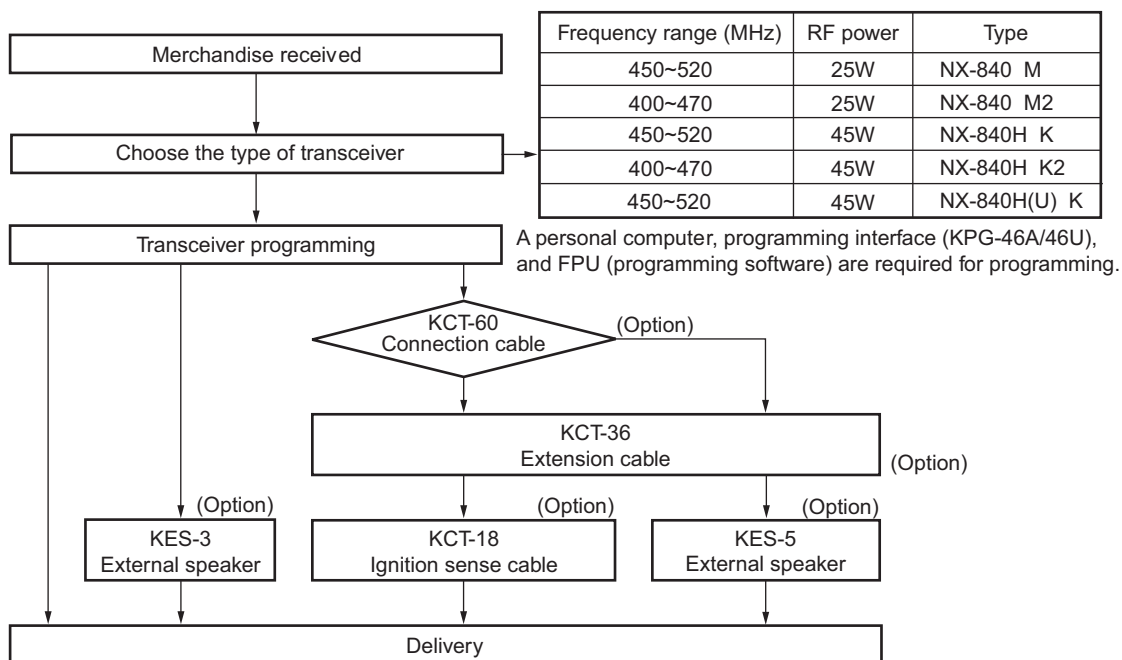 Merchandise received
Choose the type of transceiver
Frequency range (MHz) RF power Type
450~520 25W NX-840 M
400~470 25W NX-840 M2
450~520 45W NX-840H K
400~470 45W NX-840H K2
450~520 45W NX-840H(U) K
Transceiver programming
A personal computer, programming interface (KPG-46A/46U),
and FPU (programming software) are required for programming.
KCT-60
Connection cable
(Option)
KCT-36
Extension cable
(Option)
(Option)
KES-3
External speaker
(Option)
KCT-18
Ignition sense cable
(Option)
KES-5
External speaker
Delivery